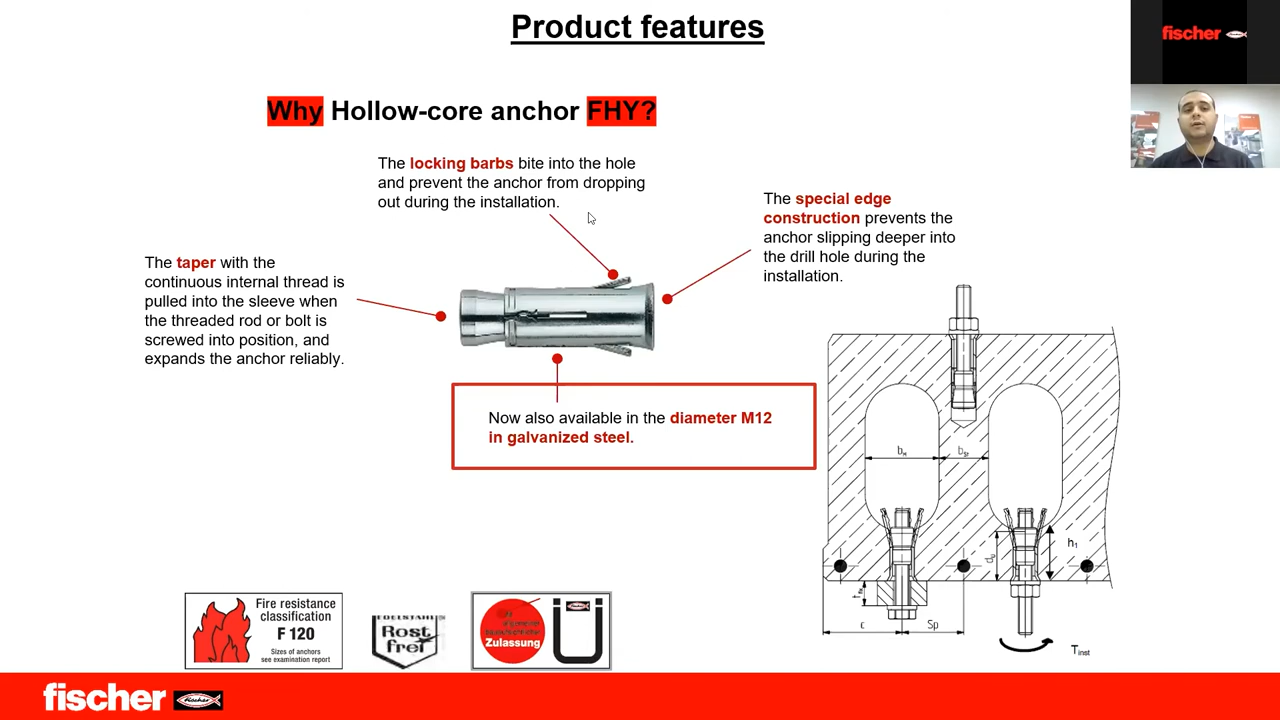 Product features
fischer
Why Hollow-core anchor FHY?
The locking barbs bite into the hole
and prevent the anchor from dropping
out during the installation.
The special edge
construction prevents the
anchor slipping deeper into
the drill hole during the
installation.
The taper with the
continuous internal thread is
pulled into the sleeve when
the threaded rod or bolt is
screwed into position, and
expands the anchor reliably.
Now also available in the diameter M12
in galvanized steel.
bH
bSt
h1
c
Sp
Tinst
Fire resistance
classification
F 120
Sizes of anchors
see examination report
EDELSTAHL
Rost
frei
Zulassung
fischer